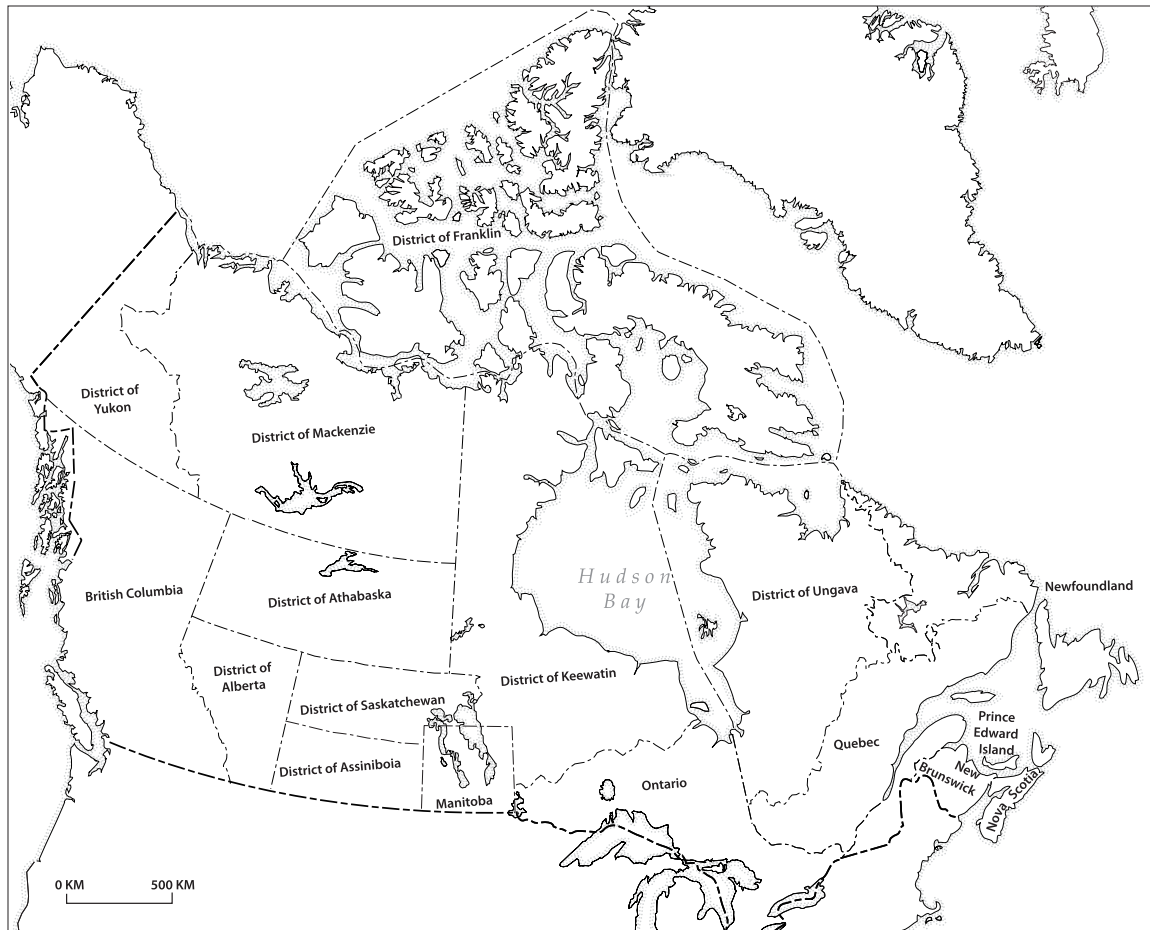 District of Franklin
District of
Yukon
District of Mackenzie
British Columbia
District of Athabaska
Hudson
Bay
District of Ungava
Newfoundland
District of
Alberta
District of Saskatchewan
District of Keewatin
District of Assiniboia
Manitoba
Ontario
Quebec
Prince
Edward
Island
New
Brunswick
Nova Scotia
0 KM
500 KM